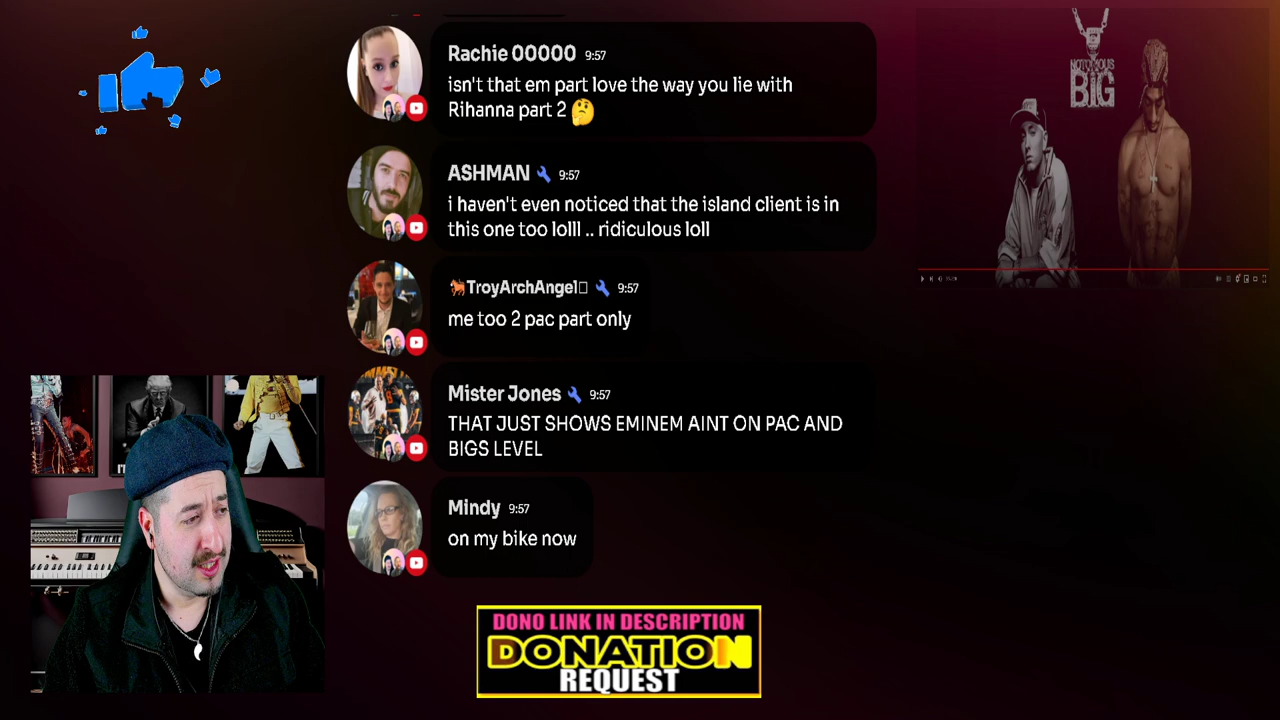 Rachie 00000 9:57
isn't that em part love the way you lie with
Rihanna part 2 🤔
ASHMAN 9:57
i haven't even noticed that the island client is in
this one too lolll .. ridiculous loll
🐂TroyArchAngel 9:57
me too 2 pac part only
Mister Jones 9:57
THAT JUST SHOWS EMINEM AINT ON PAC AND
BIGS LEVEL
Mindy 9:57
on my bike now
NOTORIOUS
BIG
DONO LINK IN DESCRIPTION
DONATION
REQUEST